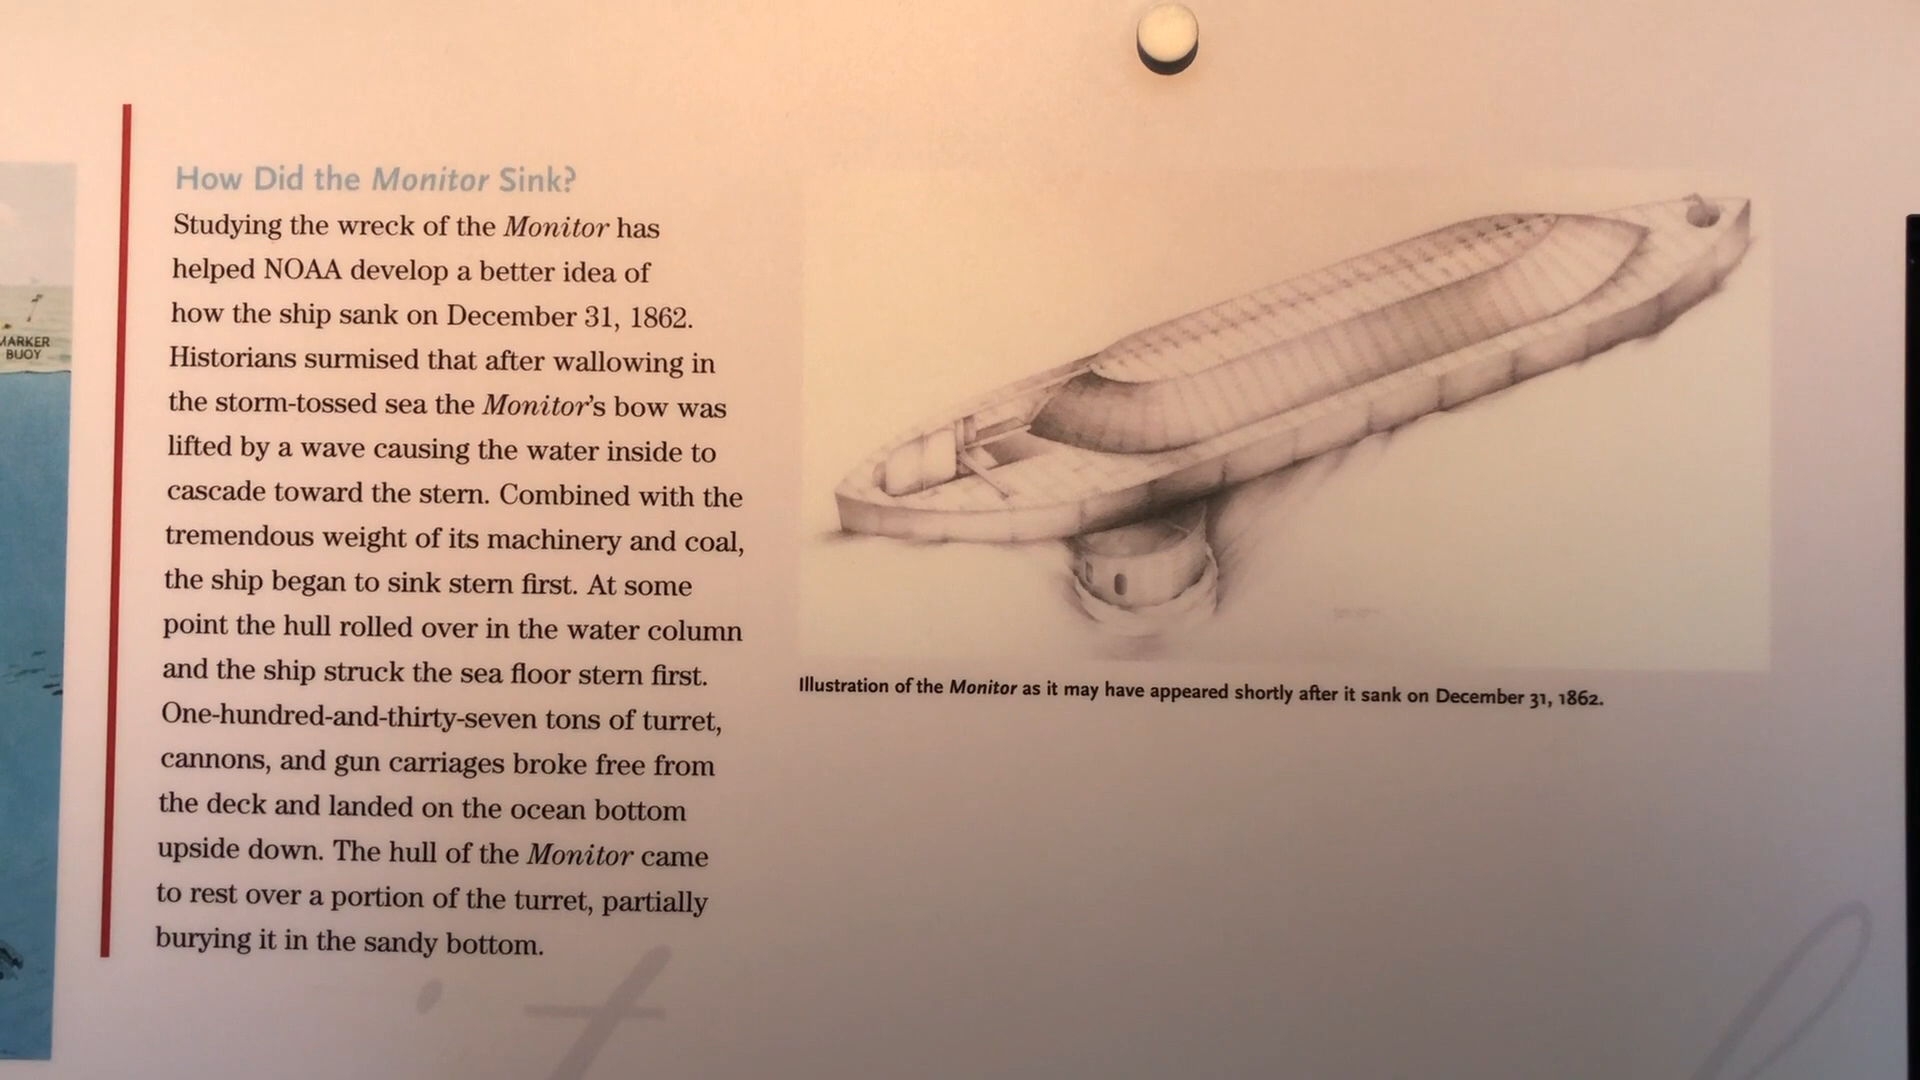 How Did the Monitor Sink?
Studying the wreck of the Monitor has
helped NOAA develop a better idea of
how the ship sank on December 31, 1862.
Historians surmised that after wallowing in
the storm-tossed sea the Monitor's bow was
lifted by a wave causing the water inside to
cascade toward the stern. Combined with the
tremendous weight of its machinery and coal,
the ship began to sink stern first. At some
point the hull rolled over in the water column
and the ship struck the sea floor stern first.
One-hundred-and-thirty-seven tons of turret,
cannons, and gun carriages broke free from
the deck and landed on the ocean bottom
upside down. The hull of the Monitor came
to rest over a portion of the turret, partially
burying it in the sandy bottom.
Illustration of the Monitor as it may have appeared shortly after it sank on December 31, 1862.
MARKER
BUOY